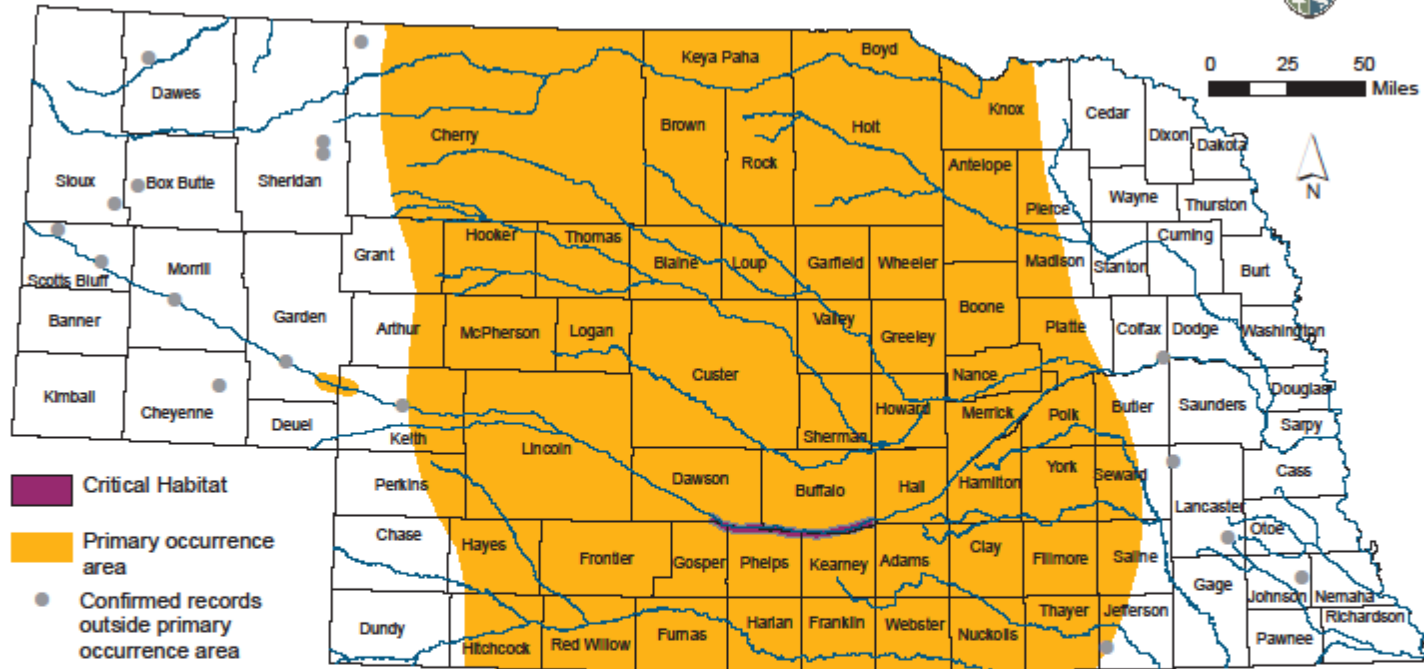 0 25 50
Miles
N
Dawes
Keya Paha
Boyd
Knox
Cedar
Dixon
Dakota
Cherry
Brown
Rock
Holt
Antelope
Pierce
Wayne
Thurston
Sioux
Box Butte
Sheridan
Grant
Hooker
Thomas
Blaine
Loup
Garfield
Wheeler
Madison
Stanton
Cuming
Burt
Scotts Bluff
Morrill
Banner
Garden
Arthur
McPherson
Logan
Custer
Valley
Greeley
Boone
Platte
Colfax
Dodge
Washington
Kimball
Cheyenne
Deuel
Keith
Lincoln
Sherman
Howard
Nance
Merrick
Polk
Butler
Saunders
Douglas
Sarpy
Perkins
Dawson
Buffalo
Hall
Hamilton
York
Seward
Lancaster
Cass
Otoe
Chase
Hayes
Frontier
Gosper
Phelps
Kearney
Adams
Clay
Fillmore
Saline
Gage
Johnson
Nemaha
Dundy
Hitchcock
Red Willow
Furnas
Harlan
Franklin
Webster
Nuckolls
Thayer
Jefferson
Pawnee
Richardson
Critical Habitat
Primary occurrence
area
Confirmed records
outside primary
occurrence area